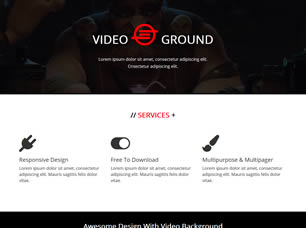 VIDEO GROUND
Lorem ipsum dolor sit amet, consectetur adipiscing elit.
Onsectetur adipiscing elit.
// SERVICES +
Responsive Design
Lorem ipsum dolor sit amet, consectetur adipiscing elit. Mauris sagittis felis dolor vitae.
Free To Download
Lorem ipsum dolor sit amet, consectetur adipiscing elit. Mauris sagittis felis dolor vitae.
Multipurpose & Multipager
Lorem ipsum dolor sit amet, consectetur adipiscing elit. Mauris sagittis felis dolor vitae.
Awesome Design With Video Background